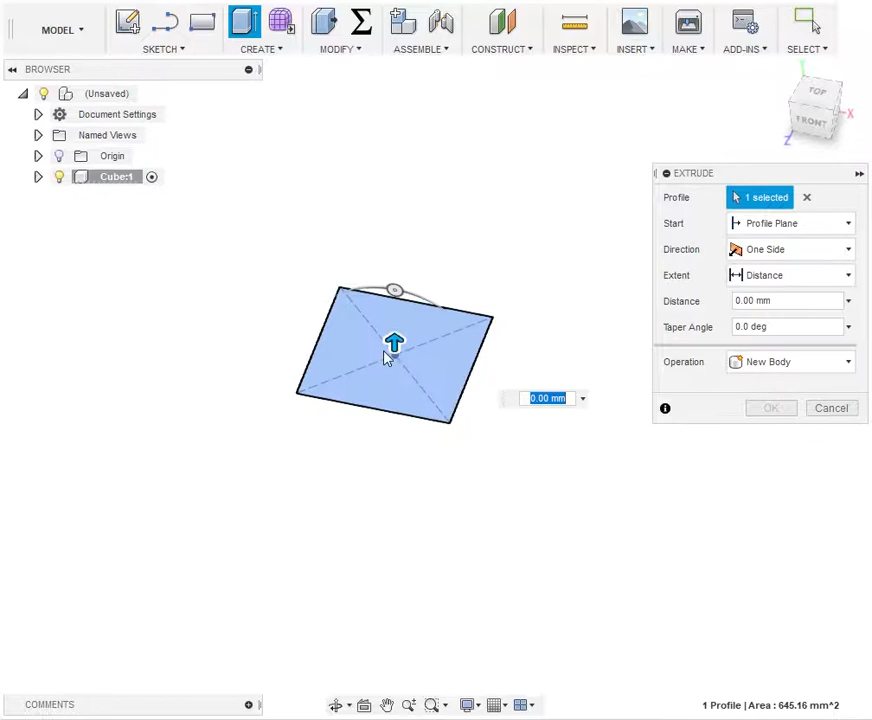 MODEL
SKETCH
CREATE
MODIFY
ASSEMBLE
CONSTRUCT
INSPECT
INSERT
MAKE
ADD-INS
SELECT
BROWSER
(Unsaved)
Document Settings
Named Views
Origin
Cube:1
Y
TOP
X
FRONT
Z
EXTRUDE
Profile 1 selected
Start Profile Plane
Direction One Side
Extent Distance
Distance 0.00 mm
Taper Angle 0.0 deg
Operation New Body
OK Cancel
0.00 mm
COMMENTS
1 Profile | Area : 645.16 mm^2